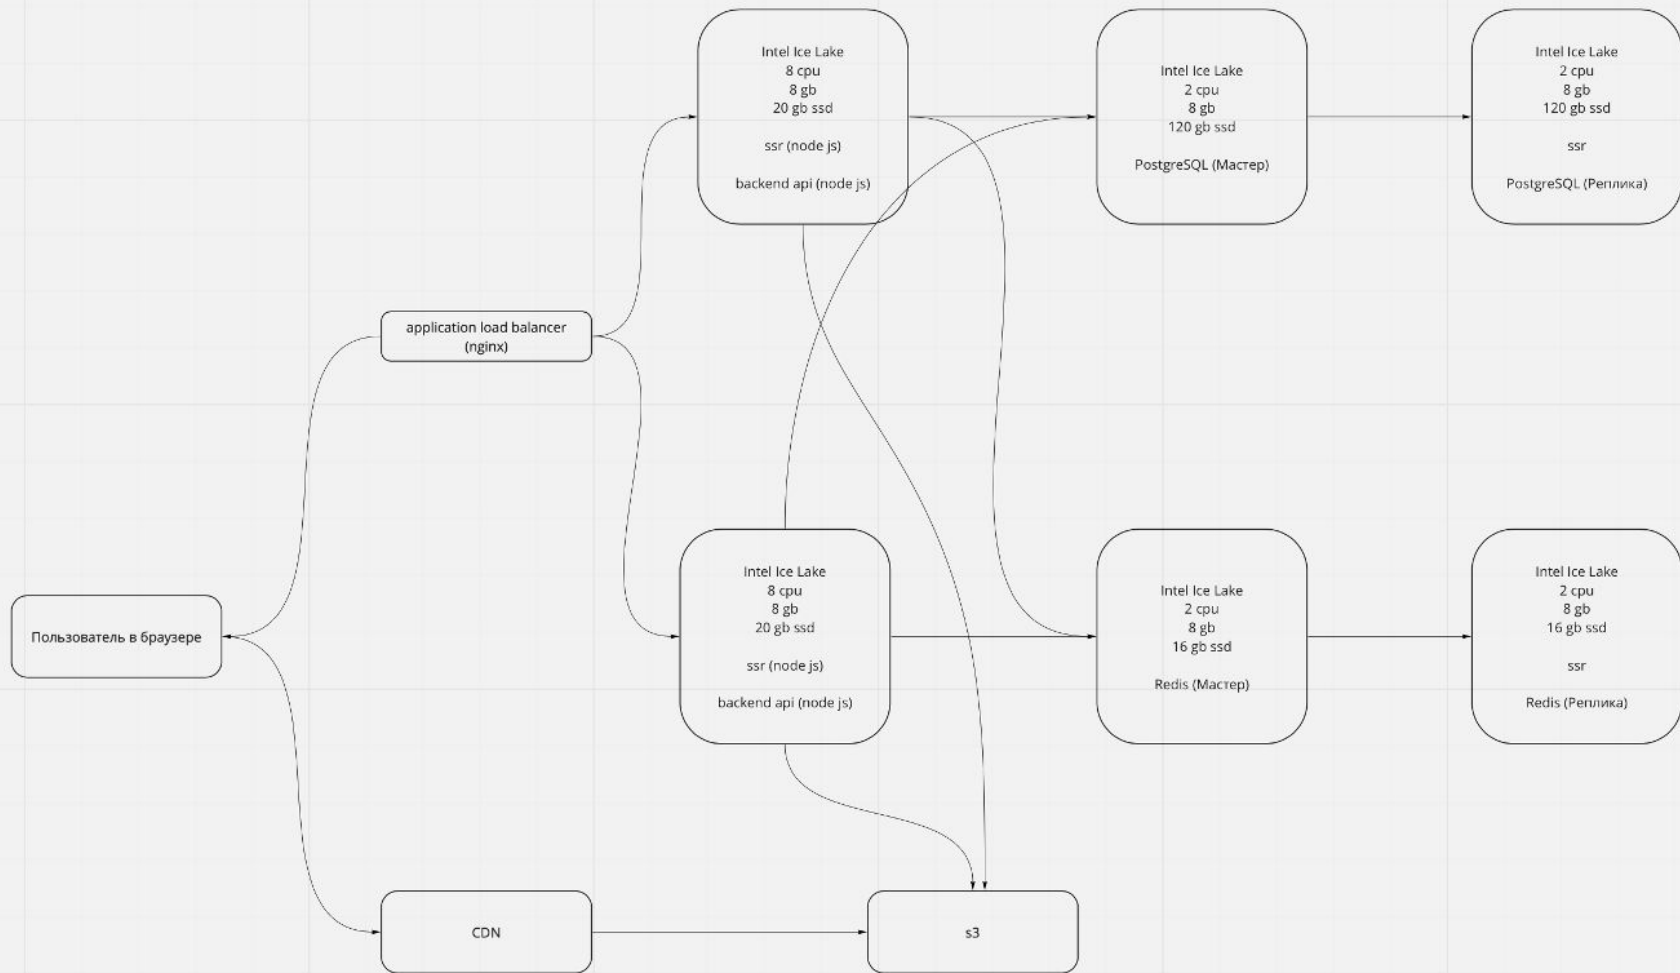 Intel Ice Lake
8 cpu
8 gb
20 gb ssd
ssr (node js)
backend api (node js)
Intel Ice Lake
2 cpu
8 gb
120 gb ssd
PostgreSQL (Мастер)
Intel Ice Lake
2 cpu
8 gb
120 gb ssd
ssr
PostgreSQL (Реплика)
application load balancer
(nginx)
Пользователь в браузере
Intel Ice Lake
8 cpu
8 gb
20 gb ssd
ssr (node js)
backend api (node js)
Intel Ice Lake
2 cpu
8 gb
16 gb ssd
Redis (Мастер)
Intel Ice Lake
2 cpu
8 gb
16 gb ssd
ssr
Redis (Реплика)
CDN
s3